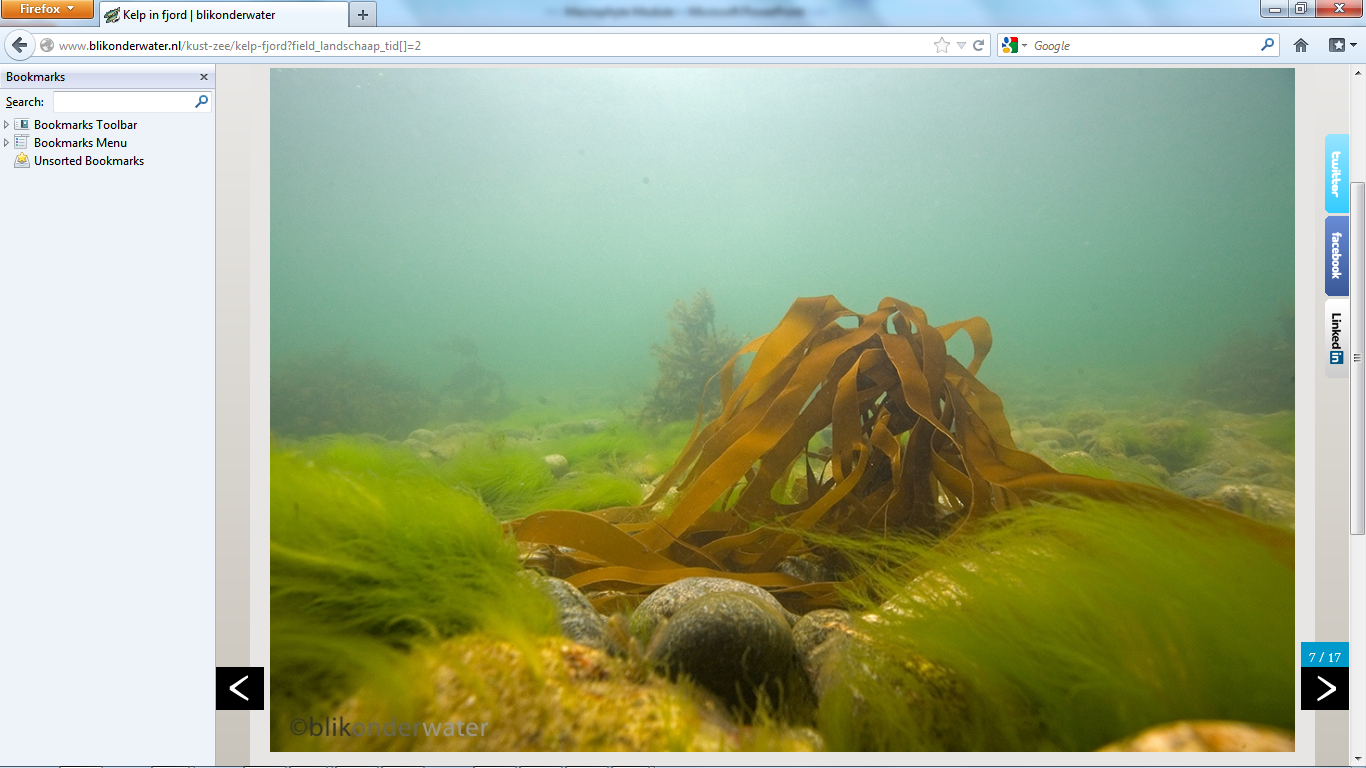 Firefox
Kelp in fjord | blikonderwater
www.blikonderwater.nl/kust-zee/kelp-fjord?field_landschaap_tid[]=2
Google
Bookmarks
Search:
Bookmarks Toolbar
Bookmarks Menu
Unsorted Bookmarks
twitter
facebook
Linked in
7 / 17
©blikonderwater